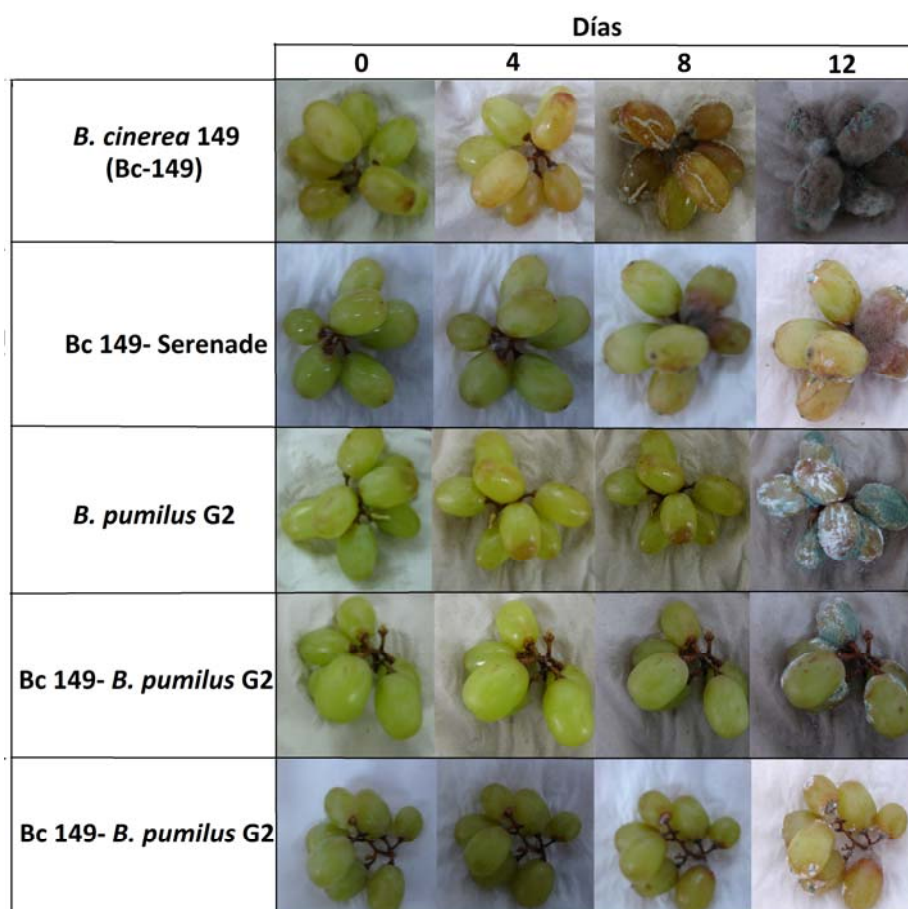 Días
0 4 8 12
B. cinerea 149
(Bc-149)
Bc 149- Serenade
B. pumilus G2
Bc 149- B. pumilus G2
Bc 149- B. pumilus G2